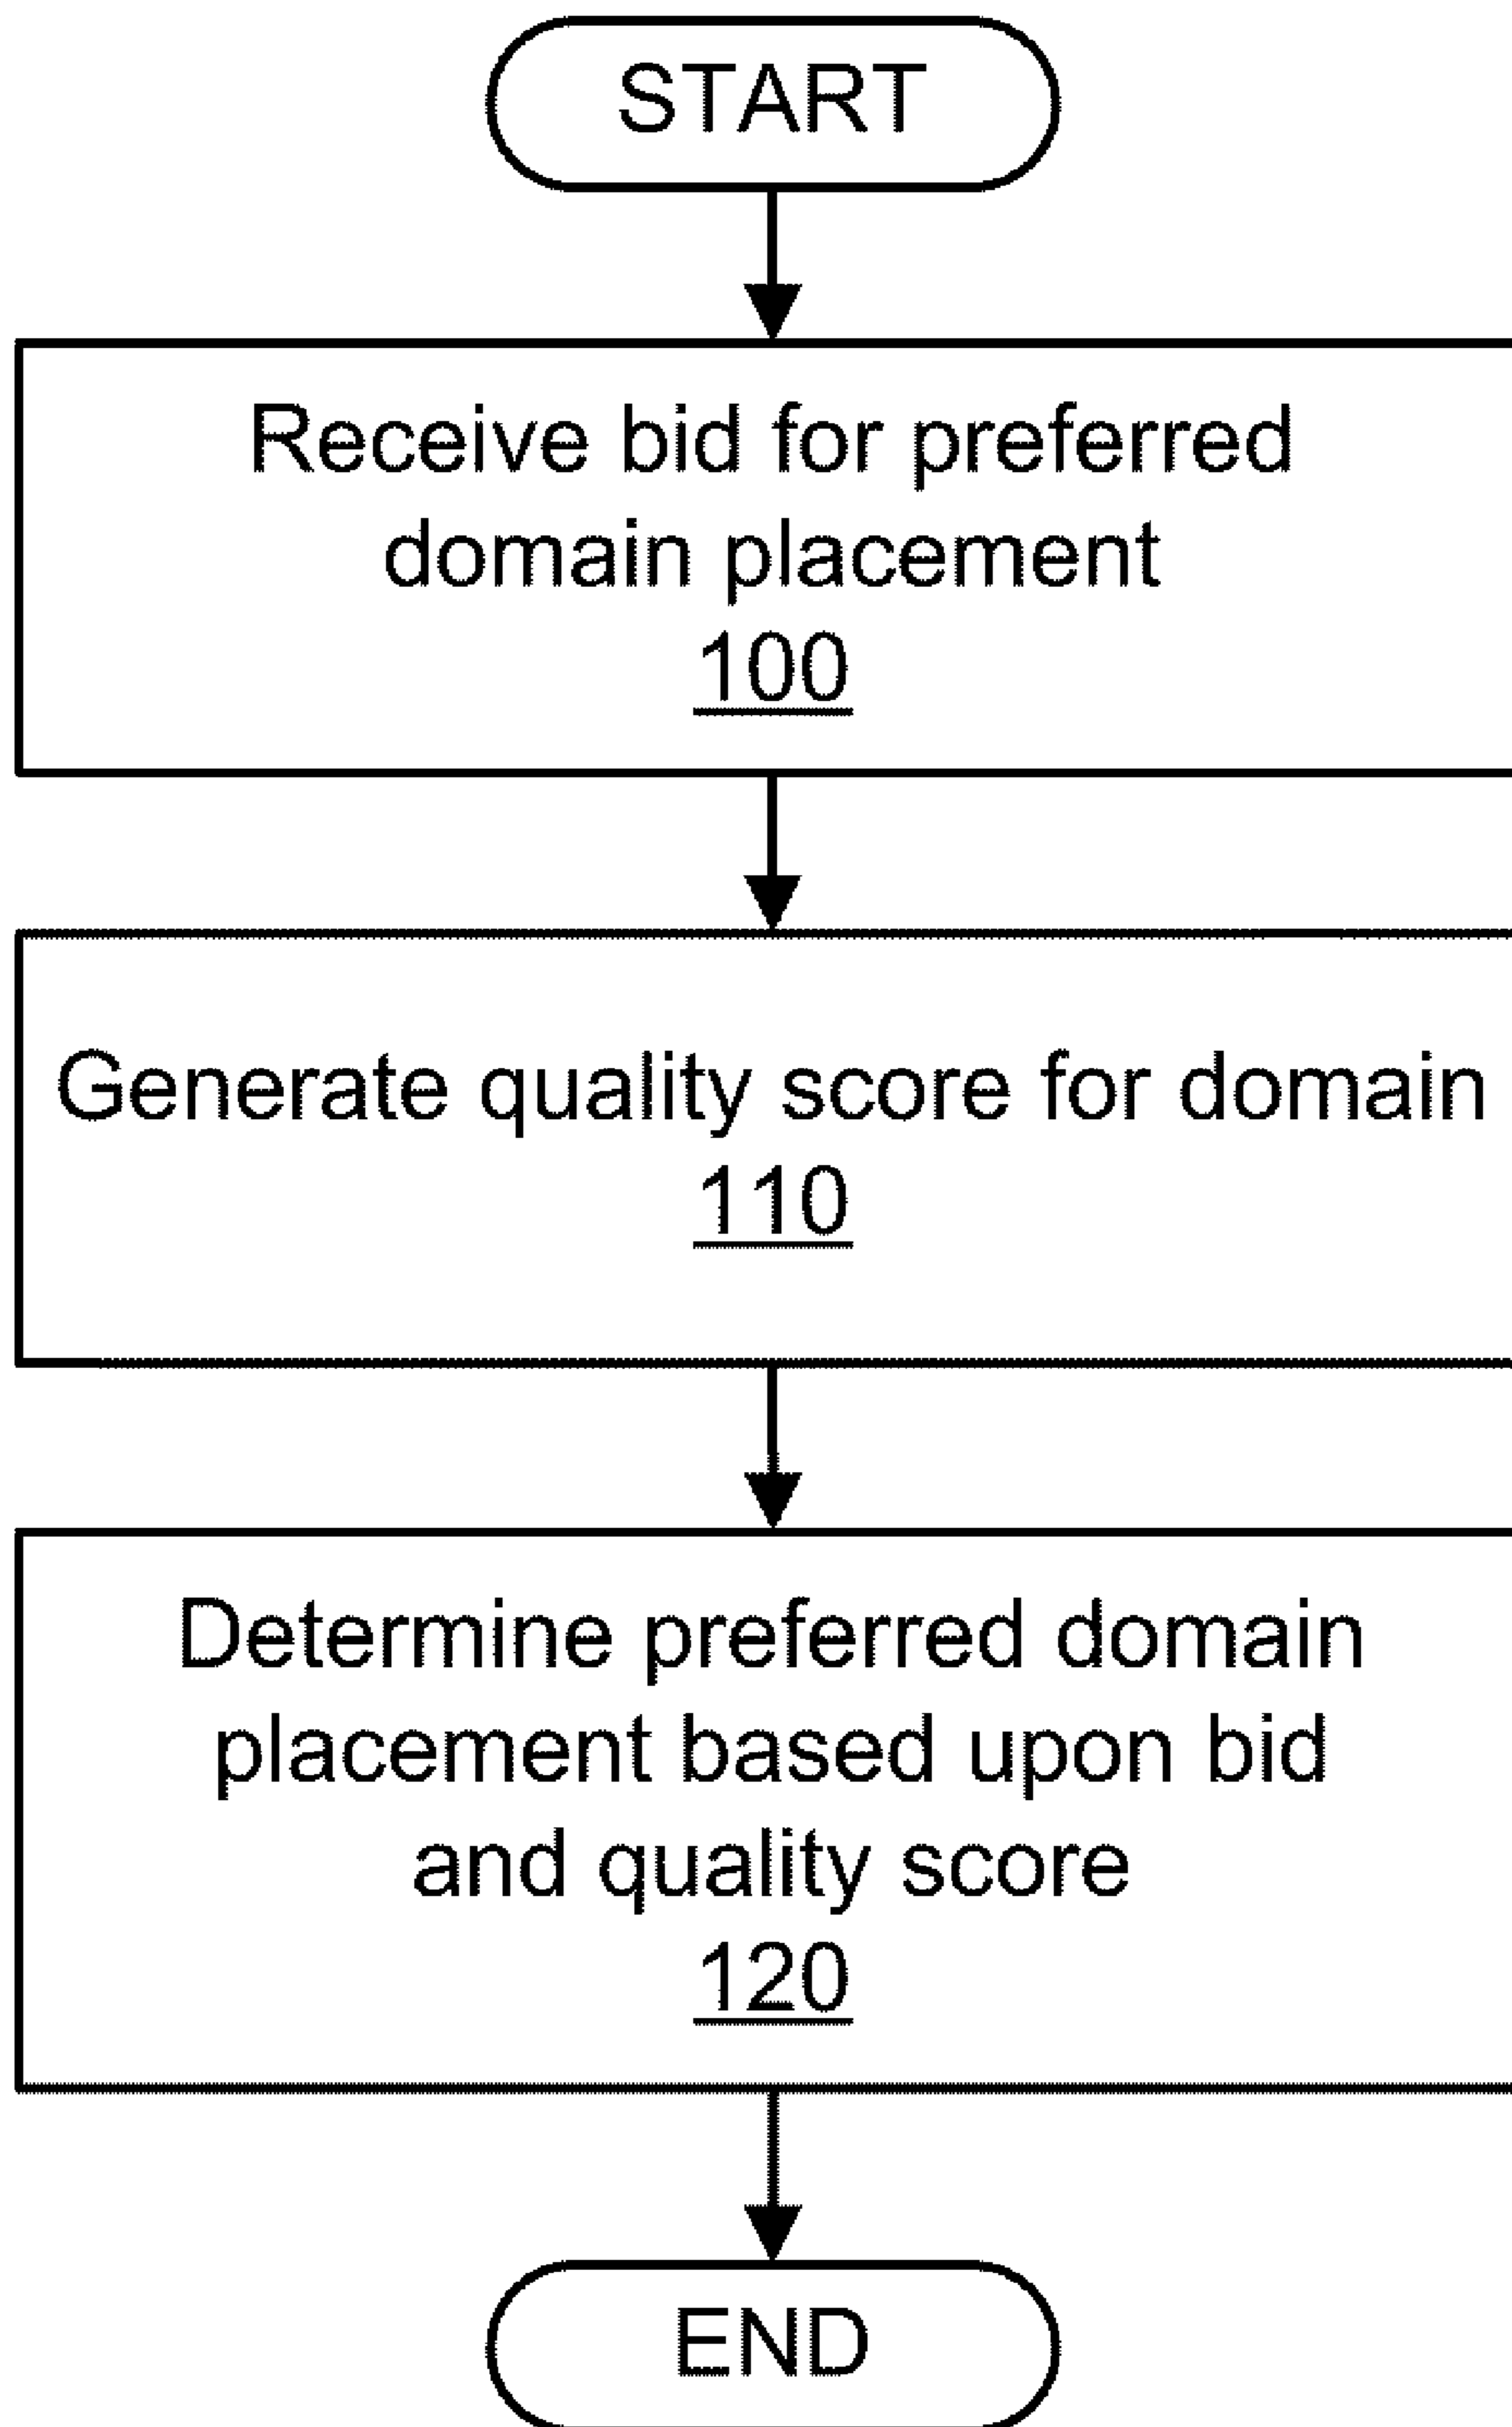 START
Receive bid for preferred
domain placement
100
Generate quality score for domain
110
Determine preferred domain
placement based upon bid
and quality score
120
END